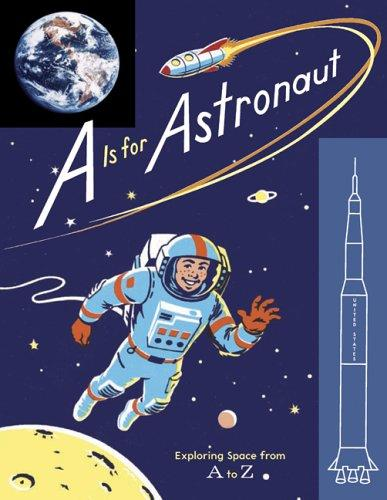 A Is for Astronaut
UNITED STATES
Exploring Space from
A to Z